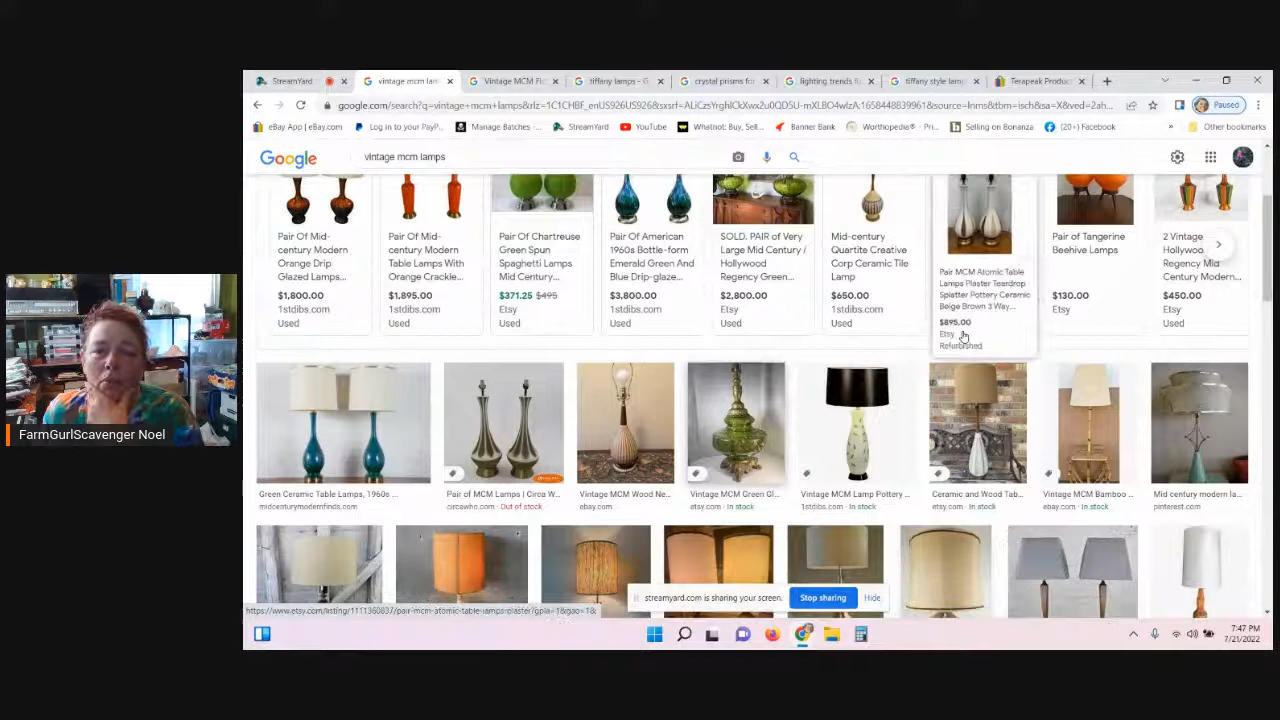 StreamYard
vintage mcm lam
Vintage MCM Fi
tiffany lamps - G
crystal prisms for
lighting trends fu
tiffany style lamp
Terapeak Produc
google.com/search?q=vintage+mcm+lamps&rlz=1C1CHBF_enUS926US926&sxsrf=
Paused
eBay App | eBay.com
Log in to your PayP...
Manage Batches -...
StreamYard
YouTube
Whatnot: Buy, Sell,...
Banner Bank
Worthopedia® - Pri...
Selling on Bonanza
(20+) Facebook
»
Other bookmarks
Google
vintage mcm lamps
Pair Of Mid-
century Modern
Orange Drip
Glazed Lamps...
$1,800.00
1stdibs.com
Used
Pair Of Mid-
century Modern
Table Lamps With
Orange Crackle...
$1,895.00
1stdibs.com
Used
Pair Of Chartreuse
Green Spun
Spaghetti Lamps
Mid Century...
$371.25 $495
Etsy
Used
Pair Of American
1960s Bottle-form
Emerald Green And
Blue Drip-glaze...
$3,800.00
1stdibs.com
Used
SOLD. PAIR of Very
Large Mid Century /
Hollywood
Regency Green...
$2,800.00
Etsy
Used
Mid-century
Quartite Creative
Corp Ceramic Tile
Lamp
$650.00
1stdibs.com
Used
Pair MCM Atomic Table
Lamps Plaster Teardrop
Splatter Pottery Ceramic
Beige Brown 3 Way...
$895.00
Etsy
Refurbished
Pair of Tangerine
Beehive Lamps
$130.00
Etsy
2 Vintage
Hollywoo
Regency Mid
Century Modern...
$450.00
Etsy
Used
Green Ceramic Table Lamps, 1960s ...
midcenturymodernfinds.com
Pair of MCM Lamps | Circa W...
circawho.com · Out of stock
Vintage MCM Wood Ne...
ebay.com
Vintage MCM Green Gl...
etsy.com · In stock
Vintage MCM Lamp Pottery ...
1stdibs.com · In stock
Ceramic and Wood Tab...
etsy.com · In stock
Vintage MCM Bamboo ...
ebay.com · In stock
Mid century modern la...
pinterest.com
streamyard.com is sharing your screen.
Stop sharing
Hide
7:47 PM
7/21/2022
FarmGurlScavenger Noel